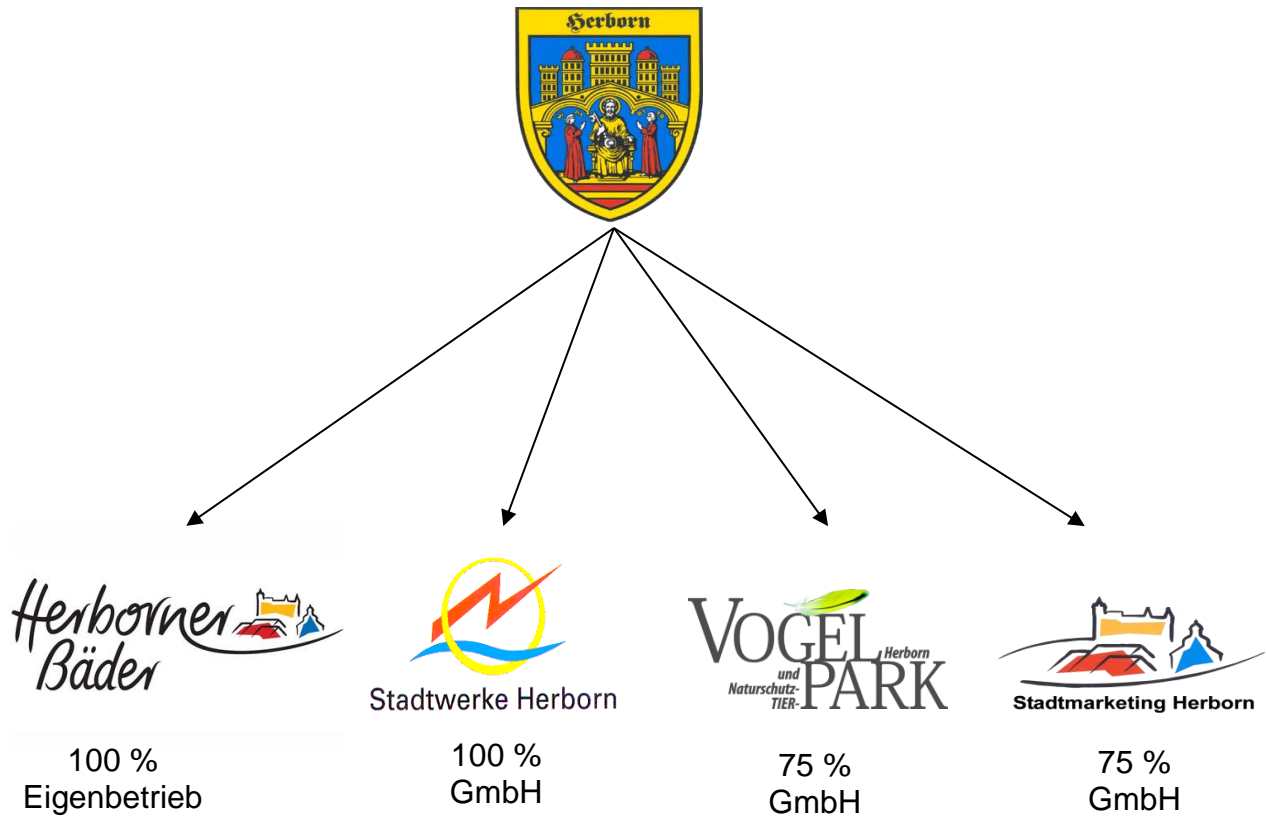 Herborn
Herborner
Bäder
Stadtwerke Herborn
VOGEL
Herborn
und
Naturschutz-
TIER-
PARK
Stadtmarketing Herborn
100 %
Eigenbetrieb
100 %
GmbH
75 %
GmbH
75 %
GmbH